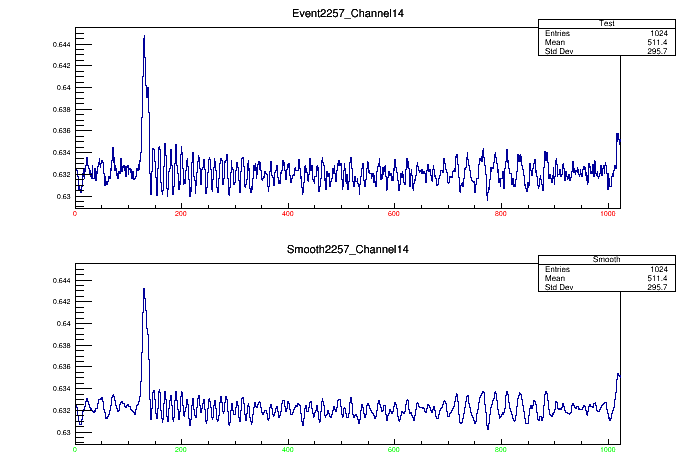 Event2257_Channel14
Test
Entries 1024
Mean 511.4
Std Dev 295.7
0.644
0.642
0.64
0.638
0.636
0.634
0.632
0.63
0 200 400 600 800 1000
Smooth2257_Channel14
Smooth
Entries 1024
Mean 511.4
Std Dev 295.7
0.644
0.642
0.64
0.638
0.636
0.634
0.632
0.63
0 200 400 600 800 1000